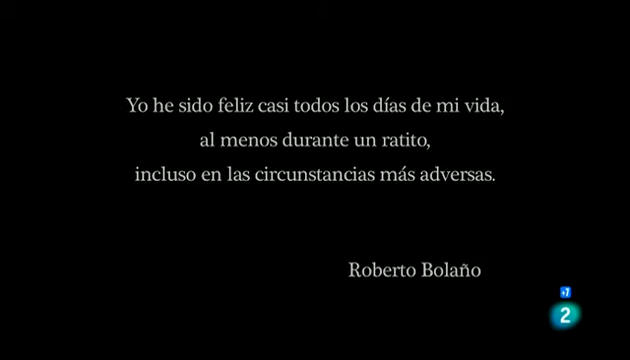 Yo he sido feliz casi todos los días de mi vida,
al menos durante un ratito,
incluso en las circunstancias más adversas.
Roberto Bolaño
+7
2